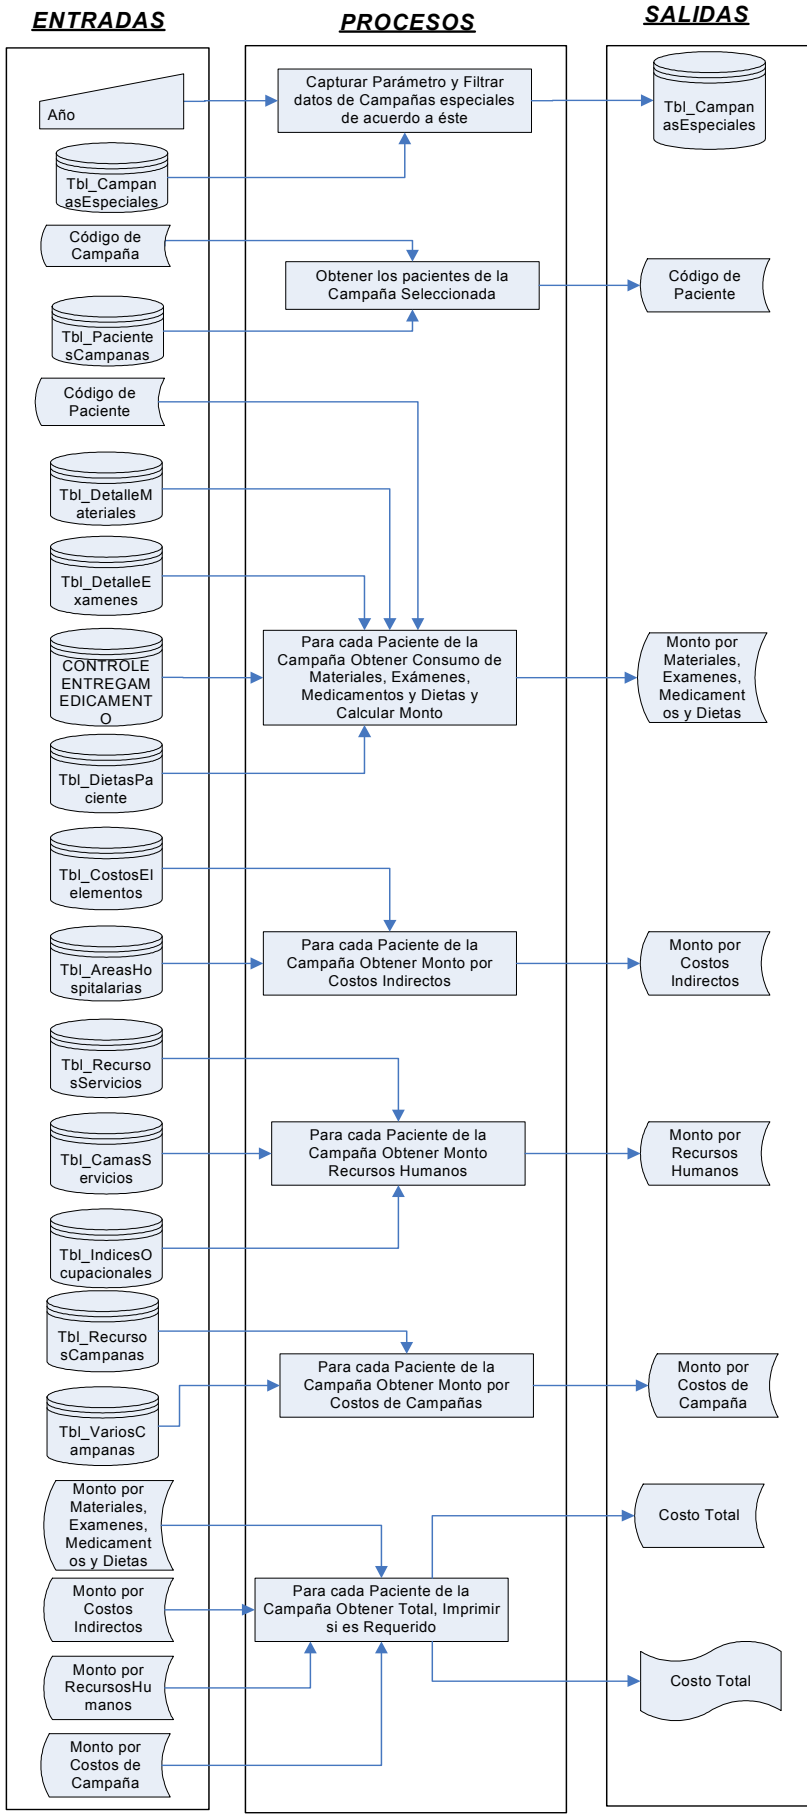 ENTRADAS
PROCESOS
SALIDAS
Año
Capturar Parámetro y Filtrar
datos de Campañas especiales
de acuerdo a éste
Tbl_Campan
asEspeciales
Tbl_Campan
asEspeciales
Código de
Campaña
Obtener los pacientes de la
Campaña Seleccionada
Código de
Paciente
Tbl_Paciente
sCampanas
Código de
Paciente
Tbl_DetalleM
ateriales
Tbl_DetalleE
xamenes
CONTROLE
ENTREGAM
EDICAMENT
O
Para cada Paciente de la
Campaña Obtener Consumo de
Materiales, Exámenes,
Medicamentos y Dietas y
Calcular Monto
Monto por
Materiales,
Examenes,
Medicament
os y Dietas
Tbl_DietasPa
ciente
Tbl_CostosEl
elementos
Tbl_AreasHo
spitalarias
Para cada Paciente de la
Campaña Obtener Monto por
Costos Indirectos
Monto por
Costos
Indirectos
Tbl_Recurso
sServicios
Tbl_CamasS
ervicios
Para cada Paciente de la
Campaña Obtener Monto
Recursos Humanos
Monto por
Recursos
Humanos
Tbl_IndicesO
cupacionales
Tbl_Recurso
sCampanas
Para cada Paciente de la
Campaña Obtener Monto por
Costos de Campañas
Monto por
Costos de
Campaña
Tbl_VariosC
ampanas
Monto por
Materiales,
Examenes,
Medicament
os y Dietas
Costo Total
Monto por
Costos
Indirectos
Para cada Paciente de la
Campaña Obtener Total, Imprimir
si es Requerido
Monto por
RecursosHu
manos
Costo Total
Monto por
Costos de
Campaña